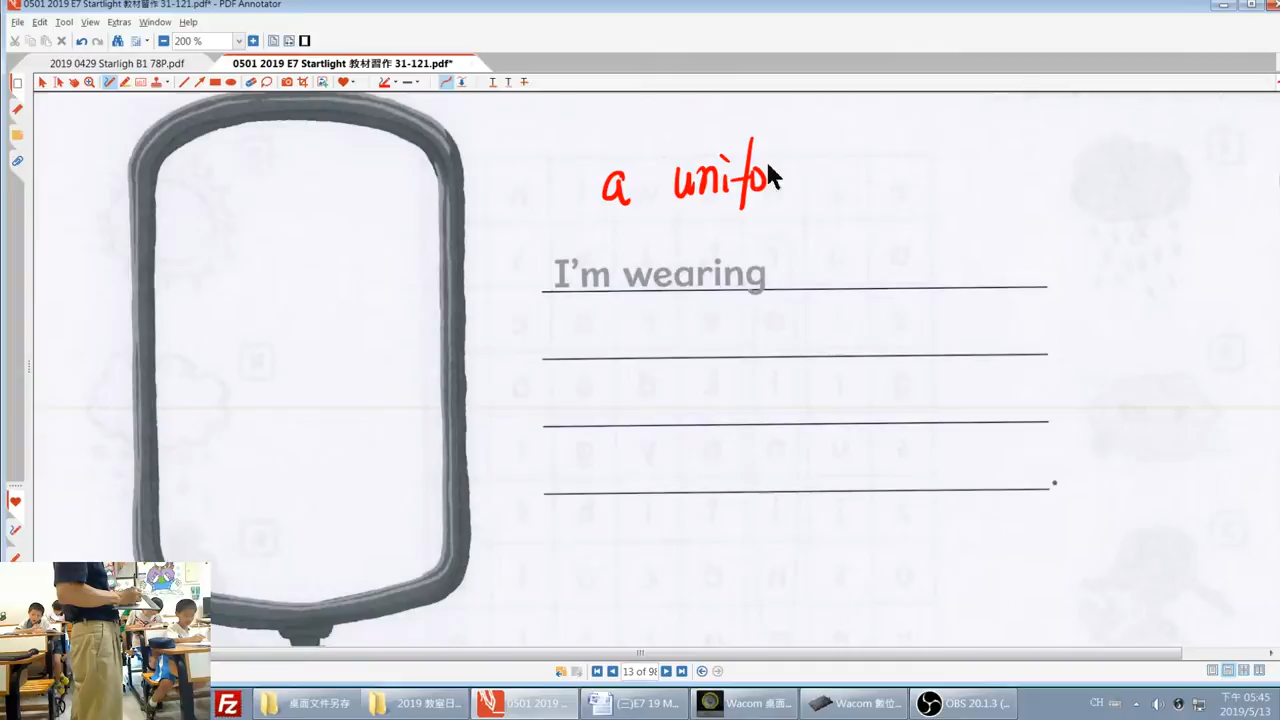 0501 2019 E7 Startlight 教材習作 31-121.pdf* - PDF Annotator
File Edit Tool View Extras Window Help
200 %
2019 0429 Starligh B1 78P.pdf
0501 2019 E7 Startlight 教材習作 31-121.pdf*
a unifo
I'm wearing
.
13 of 98
桌面文件另存
2019 教室日...
0501 2019 ...
(三)E7 19 M...
Wacom 桌面...
Wacom 數位...
OBS 20.1.3 (...
CH
下午 05:45
2019/5/13